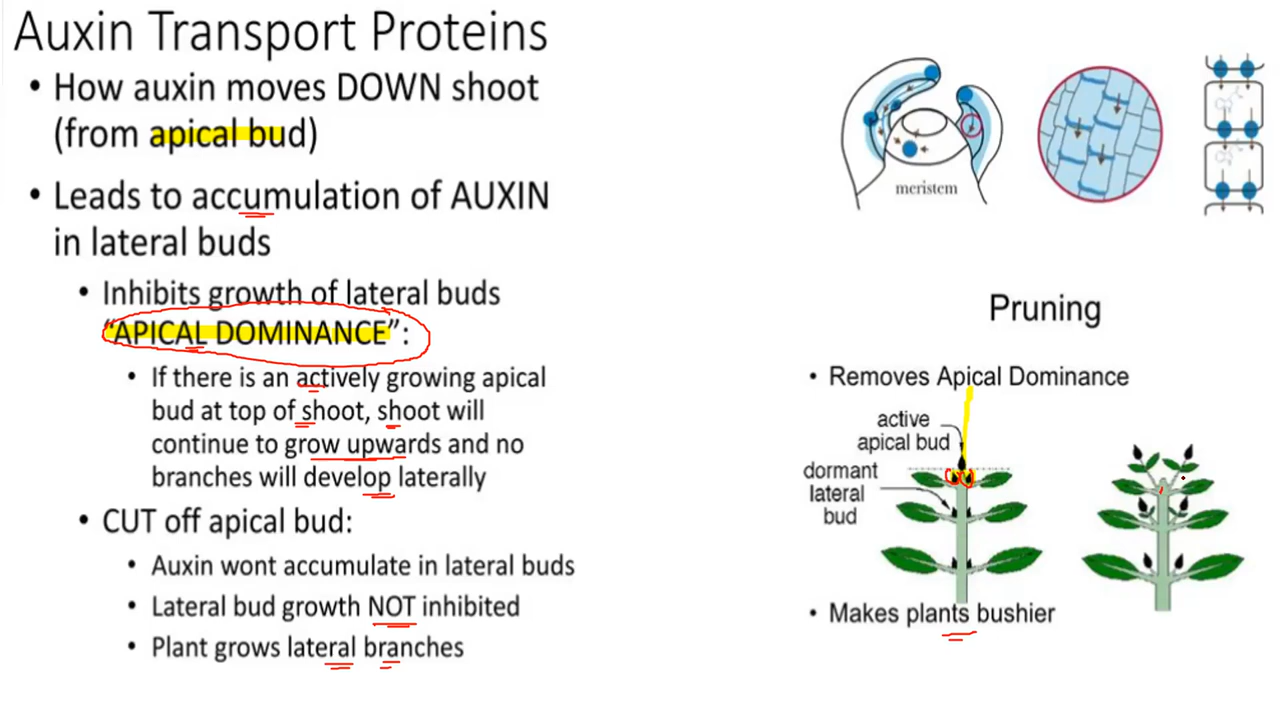 Auxin Transport Proteins
• How auxin moves DOWN shoot
(from apical bud)
• Leads to accumulation of AUXIN
in lateral buds
• Inhibits growth of lateral buds
“APICAL DOMINANCE”:
• If there is an actively growing apical
bud at top of shoot, shoot will
continue to grow upwards and no
branches will develop laterally
• CUT off apical bud:
• Auxin wont accumulate in lateral buds
• Lateral bud growth NOT inhibited
• Plant grows lateral branches
meristem
Pruning
• Removes Apical Dominance
active
apical bud
dormant
lateral
bud
• Makes plants bushier